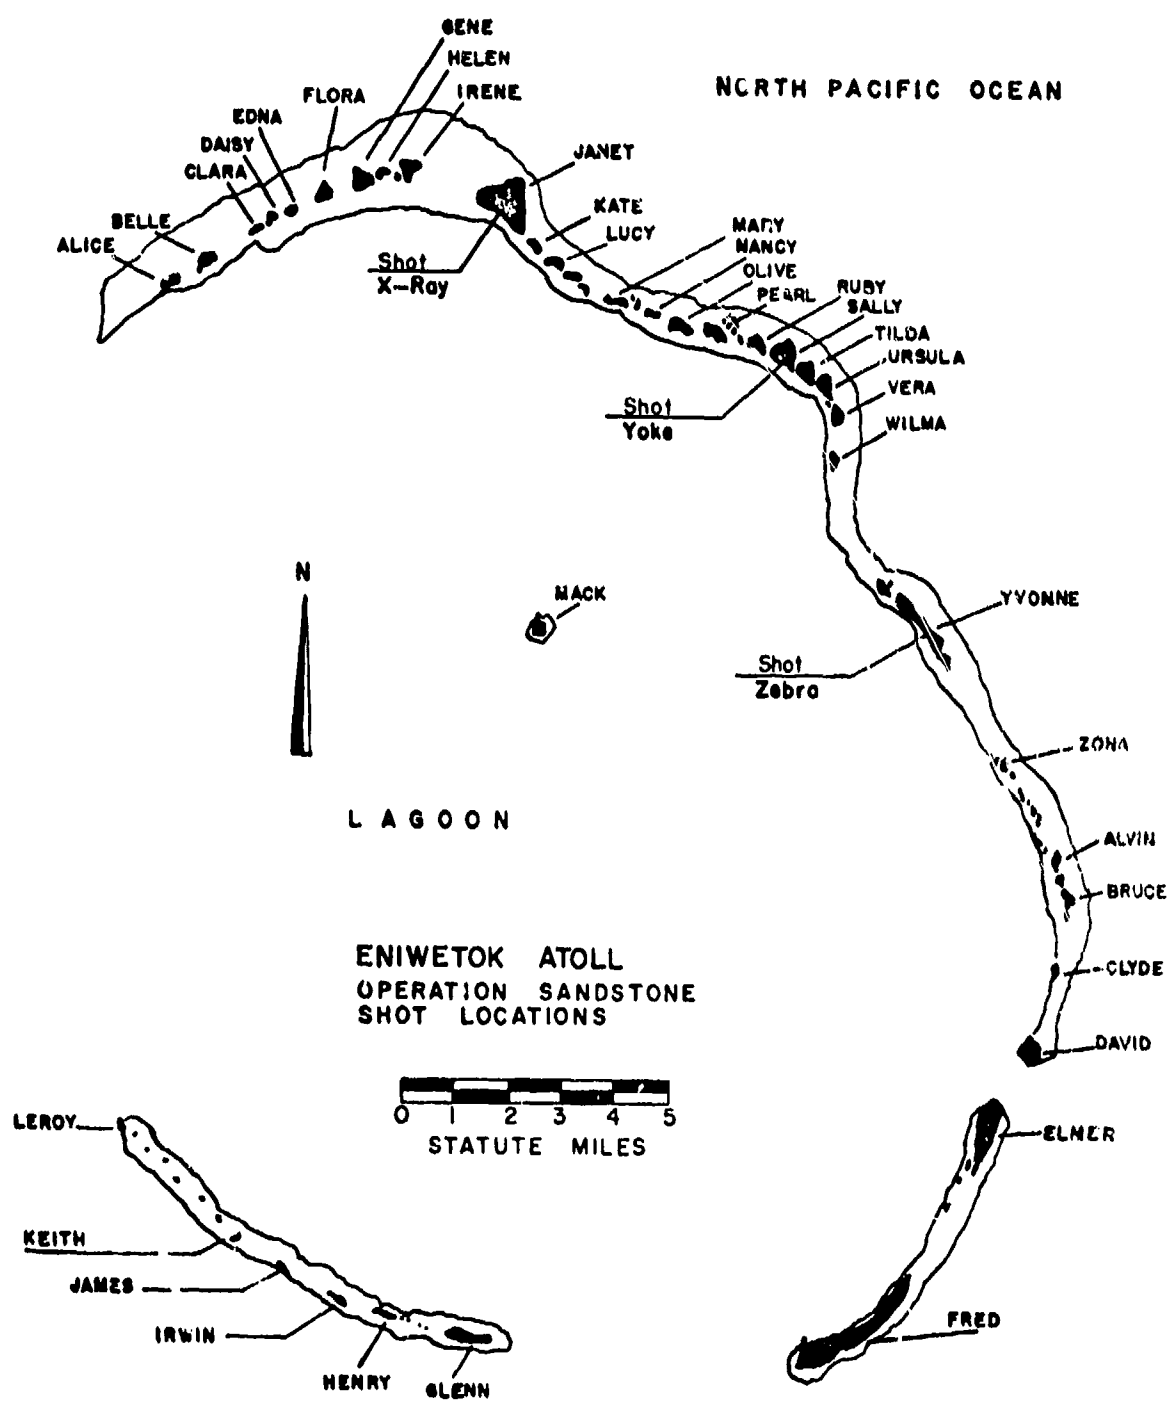 GENE
HELEN
IRENE
FLORA
EDNA
DAISY
CLARA
BELLE
ALICE
NORTH PACIFIC OCEAN
JANET
KATE
LUCY
MARY
NANCY
OLIVE
PEARL
RUBY
SALLY
TILDA
URSULA
VERA
WILMA
Shot
X-Ray
Shot
Yoke
N
MACK
YVONNE
Shot
Zebra
ZONA
LAGOON
ALVIN
BRUCE
CLYDE
DAVID
ENIWETOK ATOLL
OPERATION SANDSTONE
SHOT LOCATIONS
0 1 2 3 4 5
STATUTE MILES
LEROY
KEITH
JAMES
IRWIN
HENRY
GLENN
ELMER
FRED